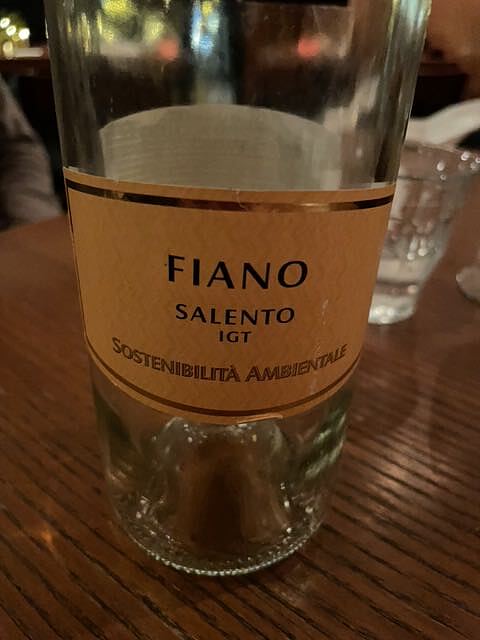 FIANO
SALENTO
IGT
SOSTENIBILITÀ AMBIENTALE